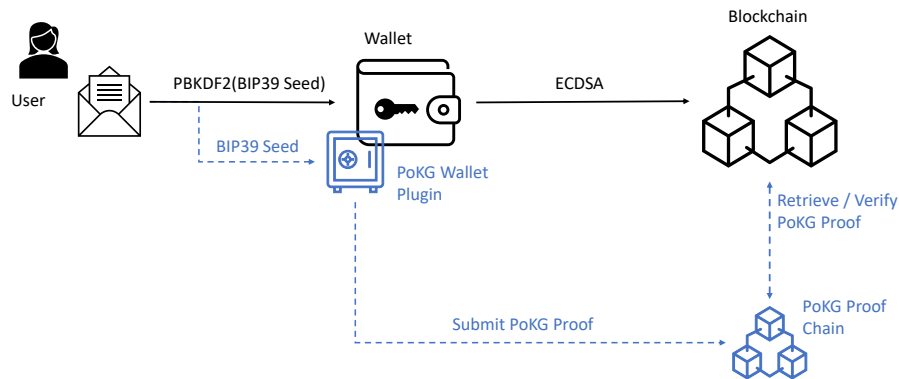 Blockchain
Wallet
User
PBKDF2(BIP39 Seed)
ECDSA
BIP39 Seed
PoKG Wallet
Plugin
Retrieve / Verify
PoKG Proof
Submit PoKG Proof
PoKG Proof
Chain